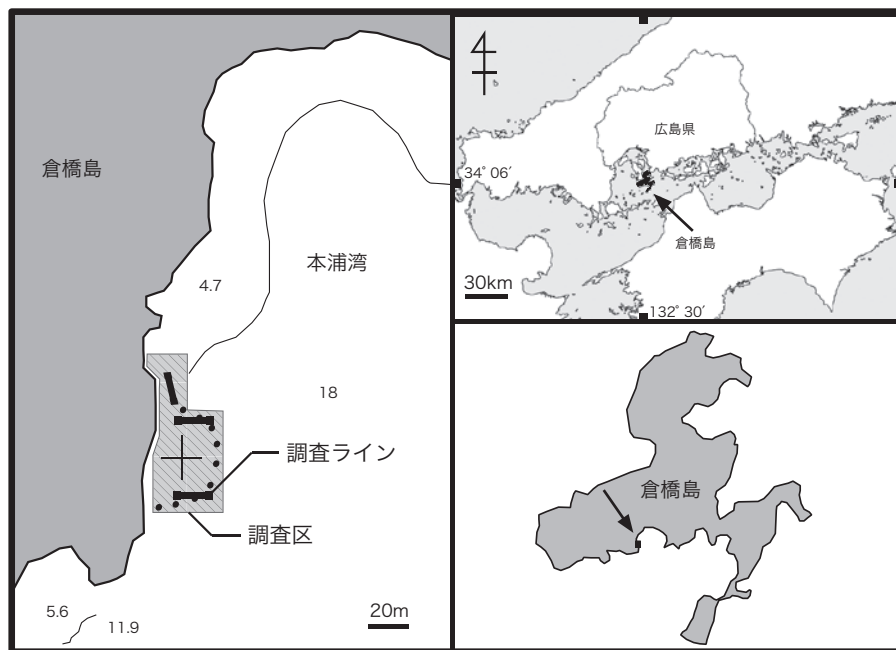 倉橋島
本浦湾
4.7
18
調査ライン
調査区
5.6
11.9
20m
広島県
34° 06′
倉橋島
30km
132° 30′
倉橋島